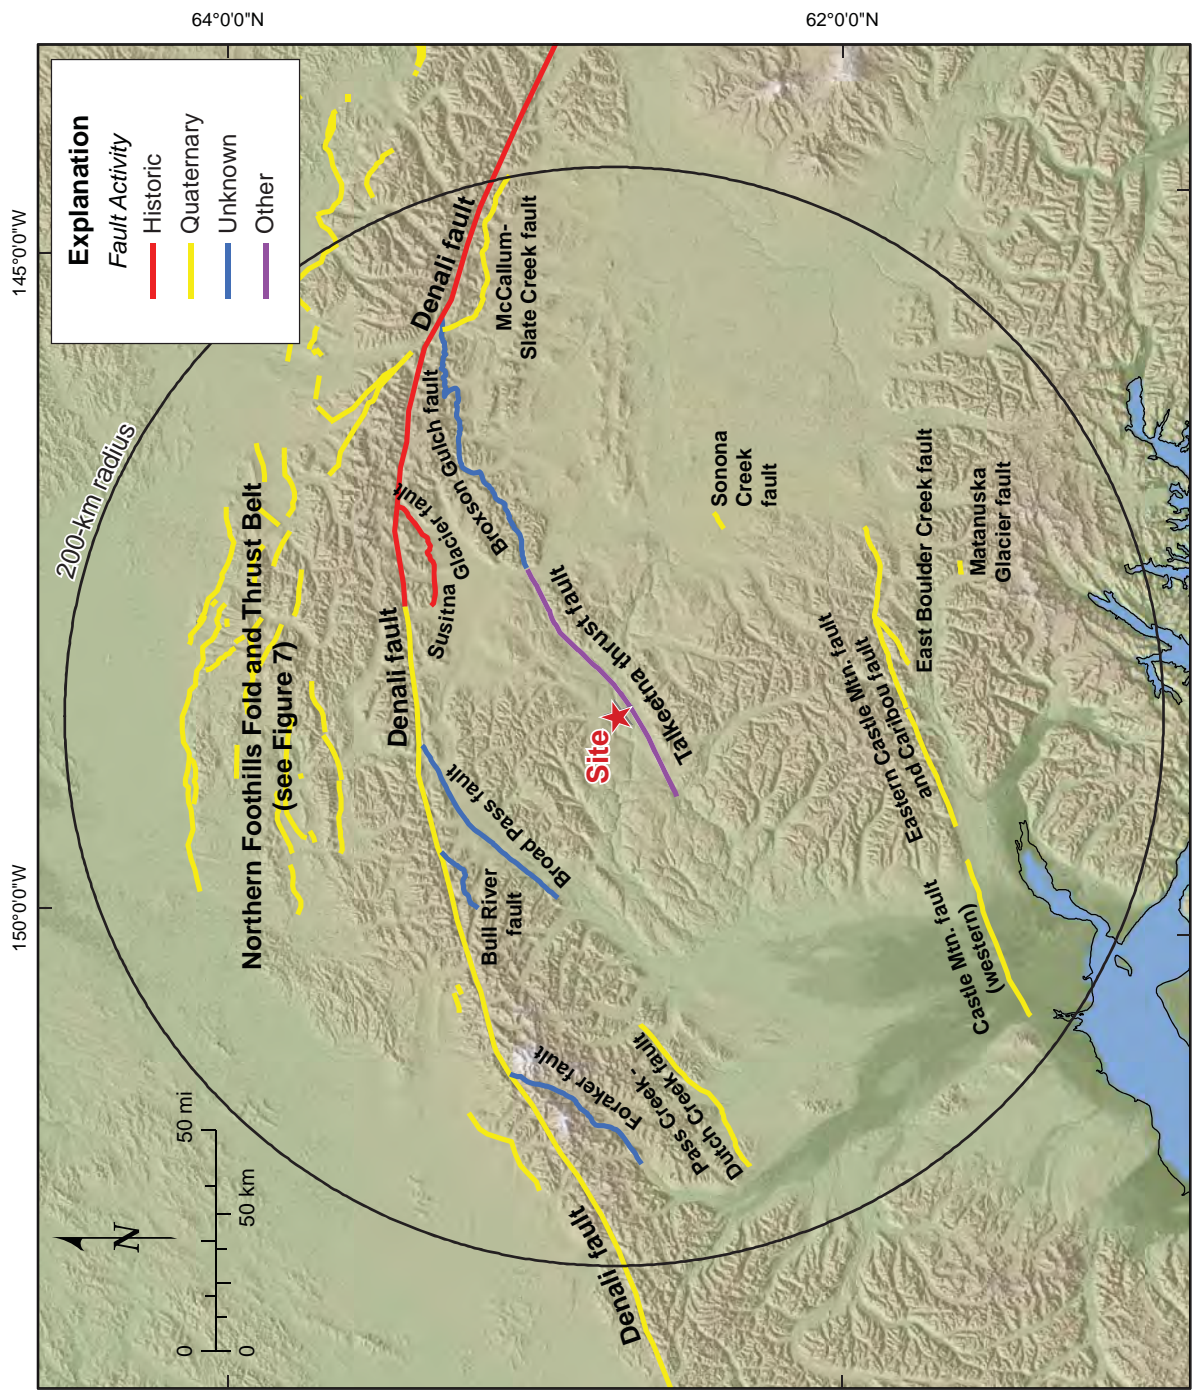 64°0'0"N
62°0'0"N
145°0'0"W
150°0'0"W
Explanation
Fault Activity
Historic
Quaternary
Unknown
Other
200-km radius
Northern Foothills Fold and Thrust Belt
(see Figure 7)
Denali fault
McCallum-
Slate Creek fault
Broxson Gulch fault
Susitna Glacier fault
Denali fault
Talkeetna thrust fault
Site
Broad Pass fault
Bull River
fault
Sonona
Creek
fault
East Boulder Creek fault
Matanuska
Glacier fault
Eastern Castle Mtn. fault
and Caribou fault
Castle Mtn. fault
(western)
Foraker fault
Pass Creek -
Dutch Creek fault
Denali fault
N
0
50 mi
0
50 km